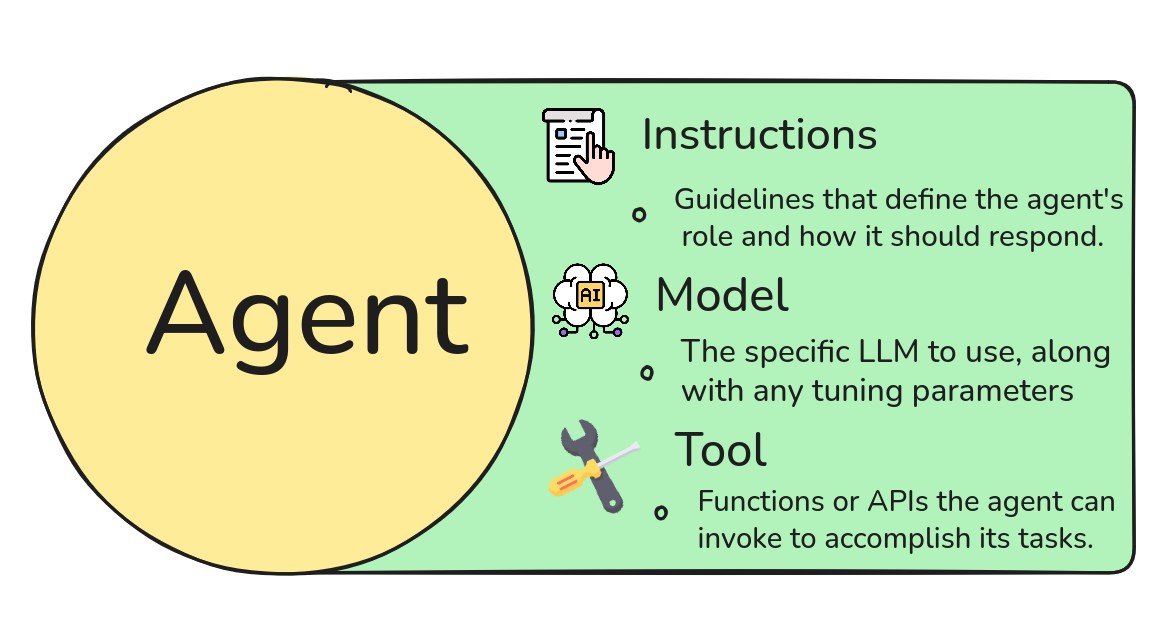 Agent
Instructions
Guidelines that define the agent's
role and how it should respond.
AI
Model
The specific LLM to use, along
with any tuning parameters
Tool
Functions or APIs the agent can
invoke to accomplish its tasks.